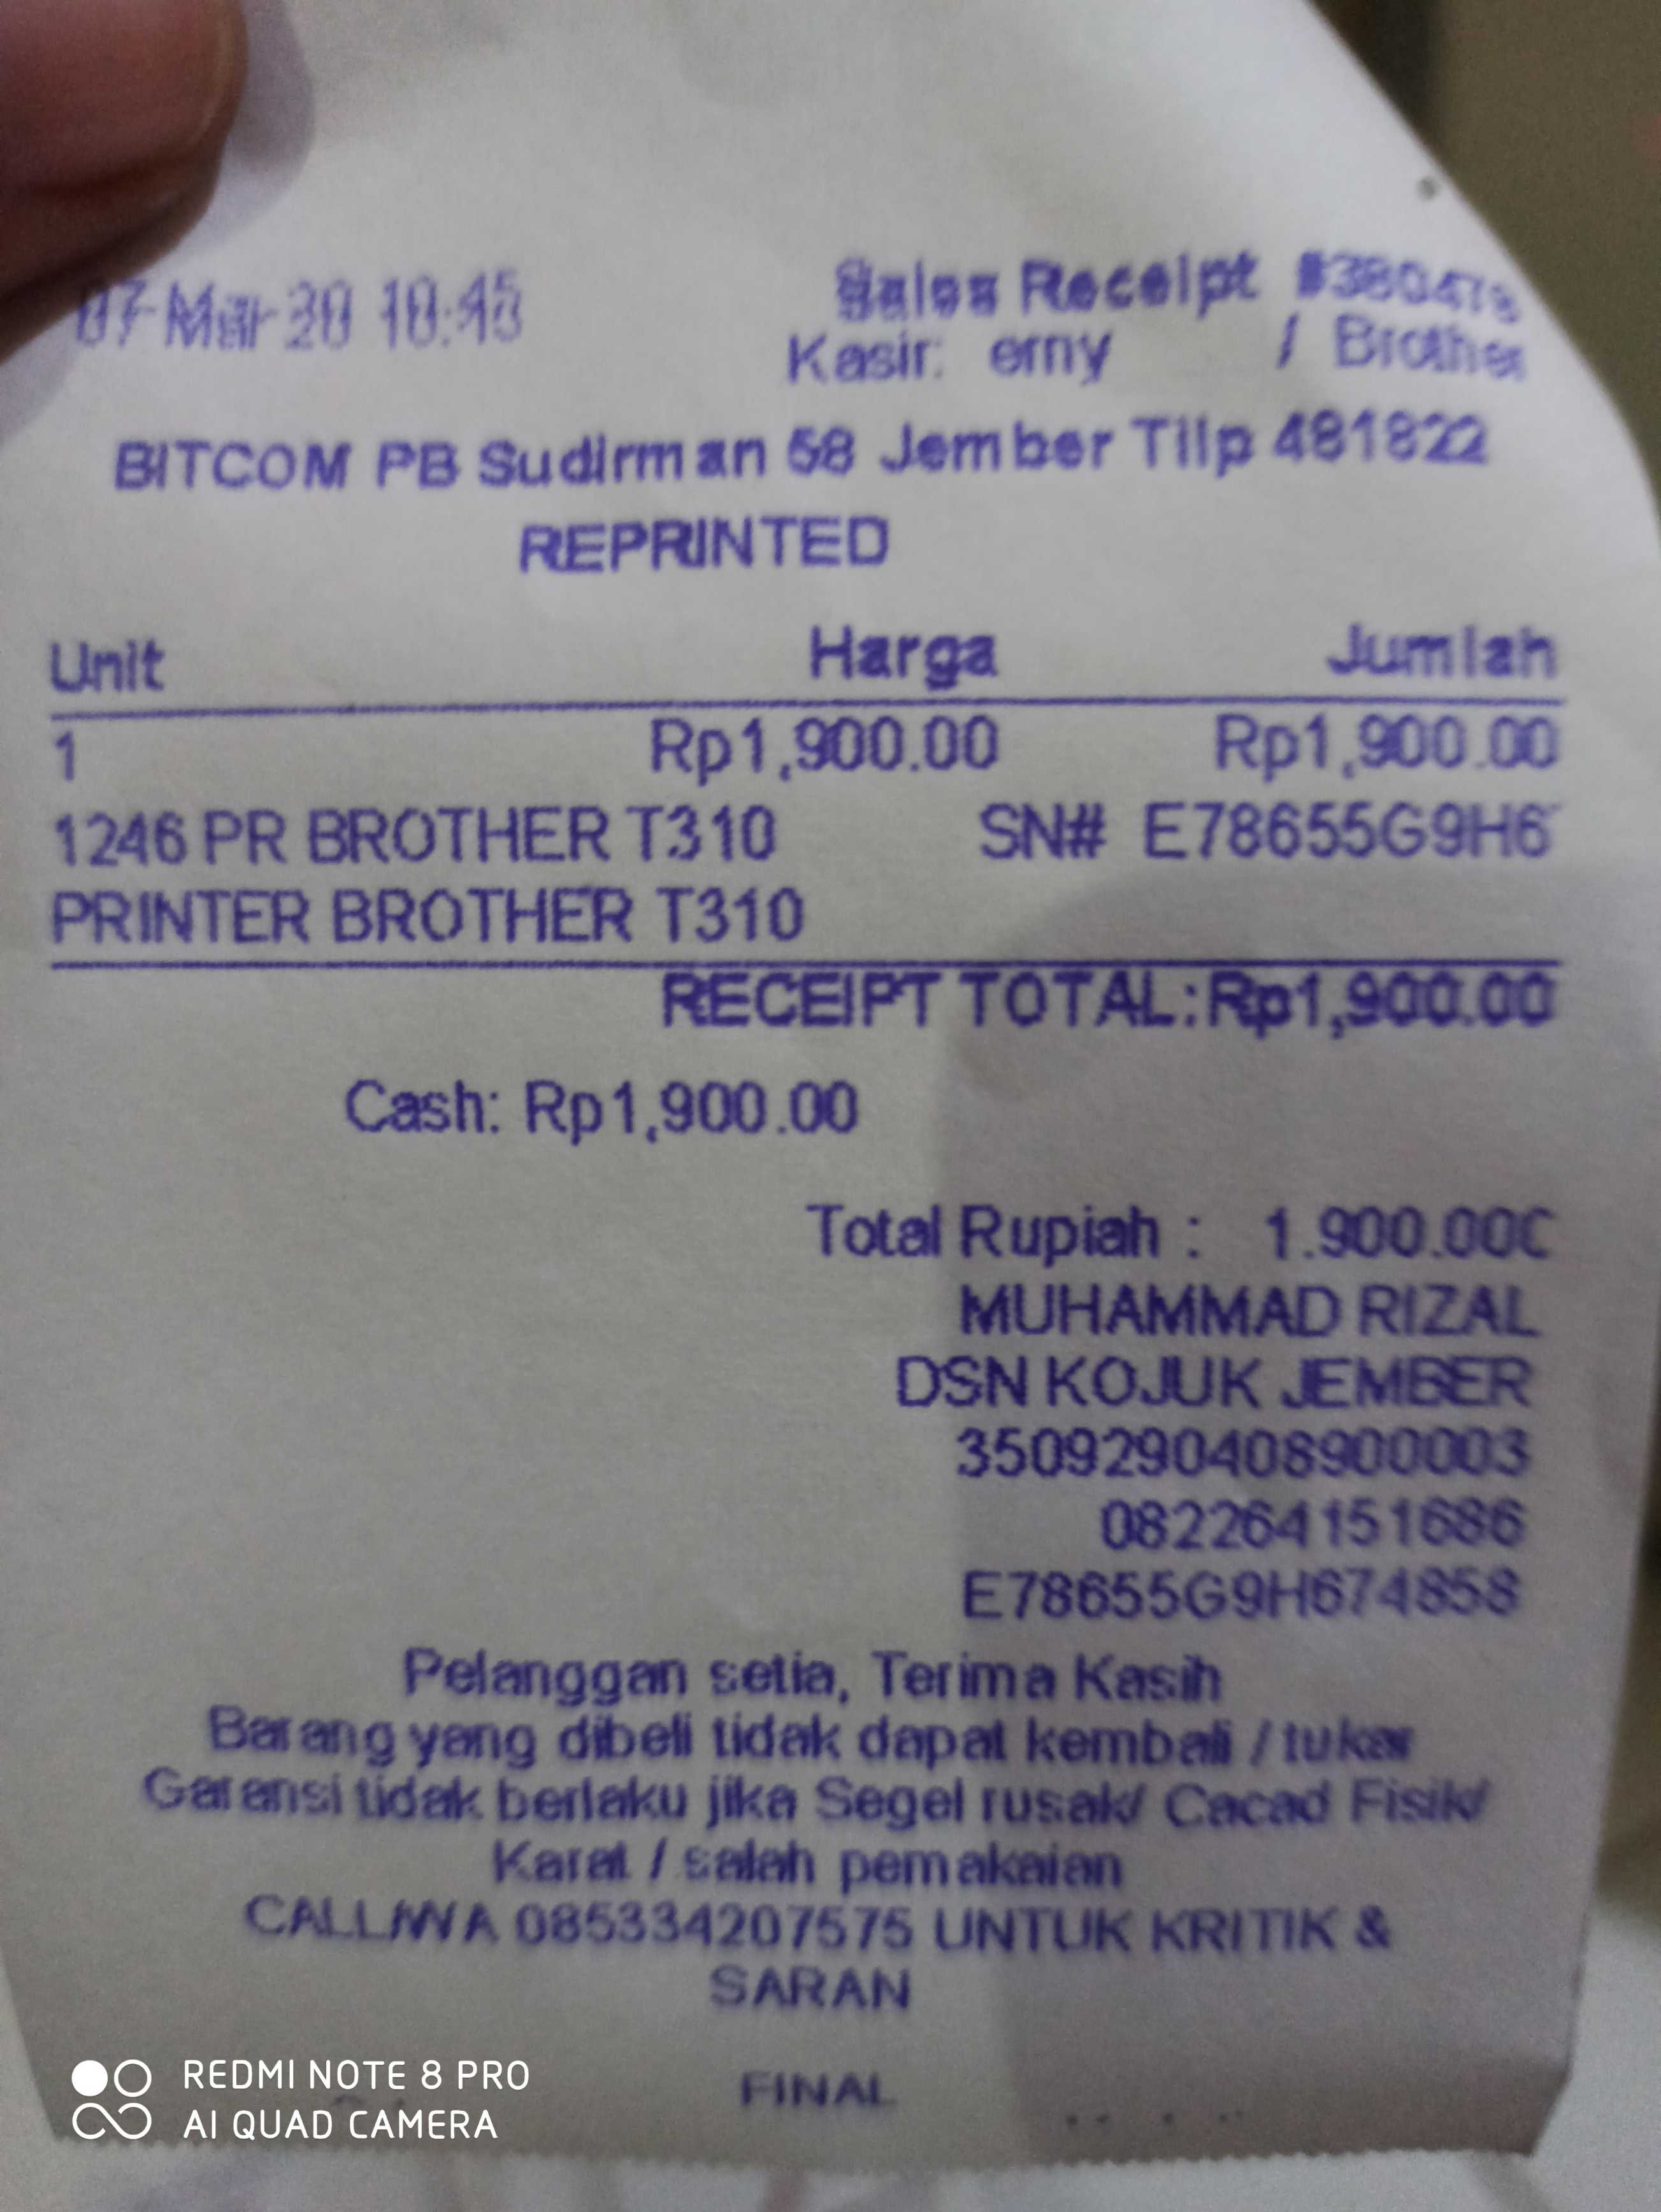 07-Mar-20 10:45
Sales Receipt #380478
Kasir: erny / Brother
BITCOM PB Sudirman 58 Jember Tllp 481822
REPRINTED
Unit Harga Jumlah
1 Rp1,900.00 Rp1,900.00
1246 PR BROTHER T310 SN# E78655G9H6
PRINTER BROTHER T310
RECEIPT TOTAL: Rp1,900.00
Cash: Rp1,900.00
Total Rupiah : 1.900.000
MUHAMMAD RIZAL
DSN KOJUK JEMBER
3509290408900003
082264151686
E78655G9H674858
Pelanggan setia, Terima Kasih
Barang yang dibeli tidak dapat kembali / tukar
Garansi tidak berlaku jika Segel rusak/ Cacad Fisik/
Karat / salah pemakaian
CALL/WA 085334207575 UNTUK KRITIK &
SARAN
FINAL
REDMI NOTE 8 PRO
AI QUAD CAMERA